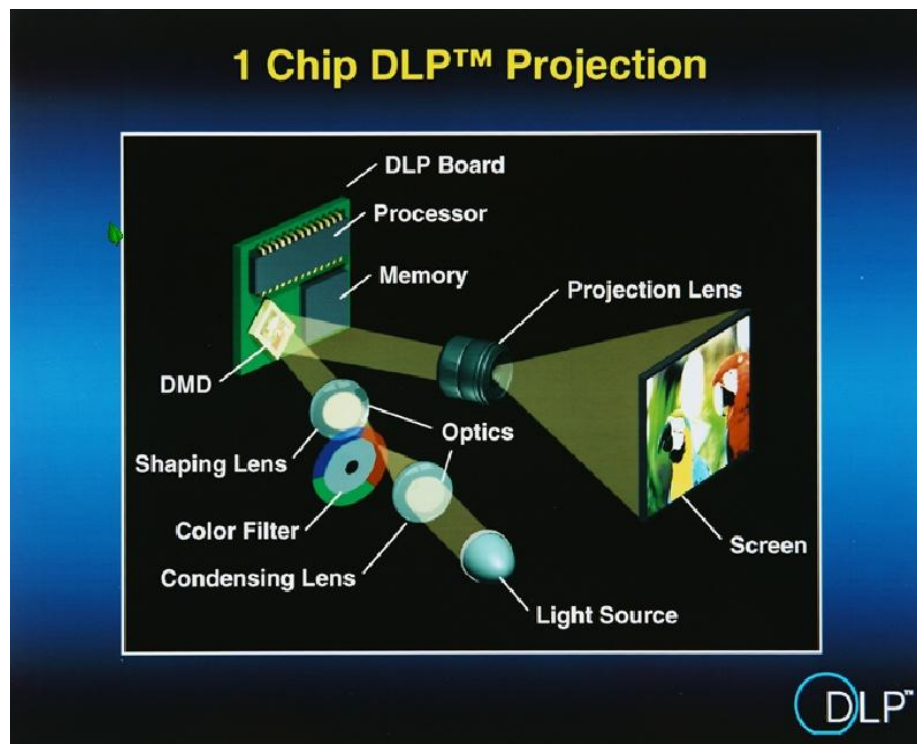 1 Chip DLP™ Projection
DLP Board
Processor
Memory
Projection Lens
DMD
Optics
Shaping Lens
Color Filter
Condensing Lens
Screen
Light Source
DLP™